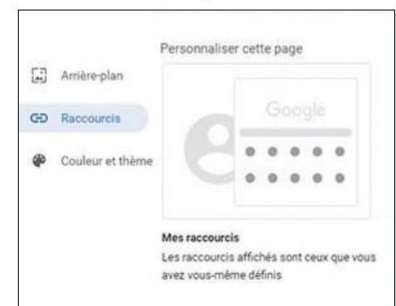 Personnaliser cette page
Arrière-plan
Raccourcis
Couleur et thème
Google
Mes raccourcis
Les raccourcis affichés sont ceux que vous
avez vous-même définis